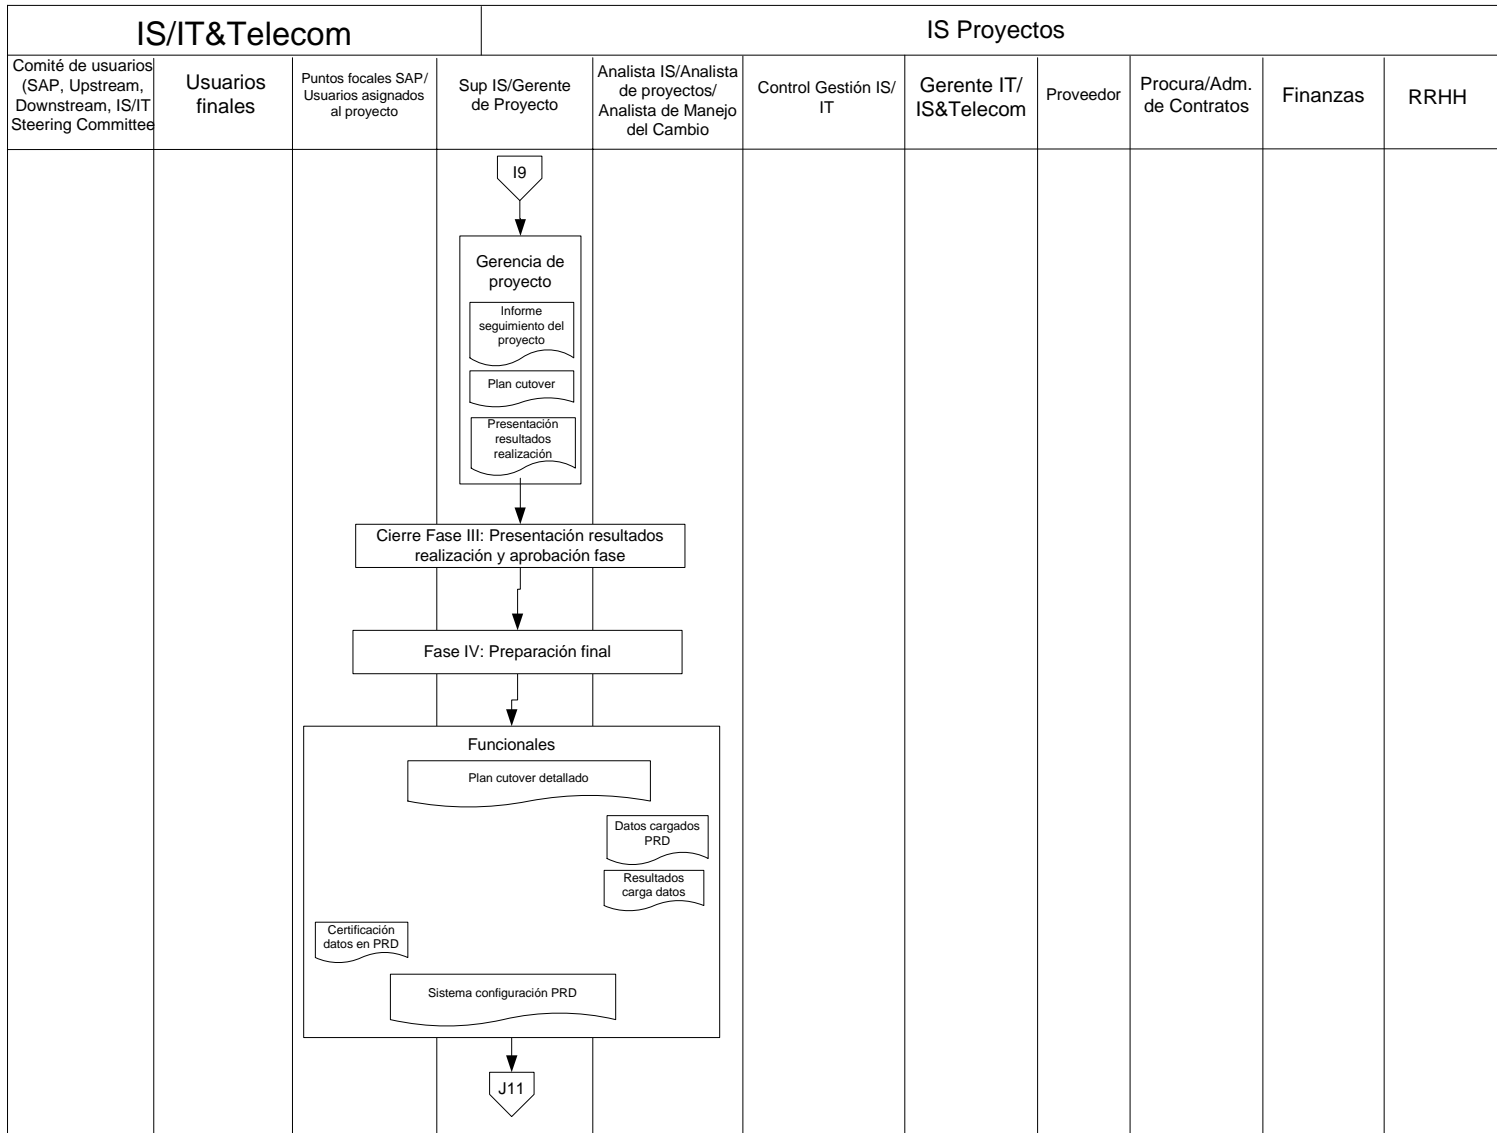 IS/IT&Telecom
IS Proyectos
Comité de usuarios
(SAP, Upstream,
Downstream, IS/IT
Steering Committee
Usuarios
finales
Puntos focales SAP/
Usuarios asignados
al proyecto
Sup IS/Gerente
de Proyecto
Analista IS/Analista
de proyectos/
Analista de Manejo
del Cambio
Control Gestión IS/
IT
Gerente IT/
IS&Telecom
Proveedor
Procura/Adm.
de Contratos
Finanzas
RRHH
I9
Gerencia de
proyecto
Informe
seguimiento del
proyecto
Plan cutover
Presentación
resultados
realización
Cierre Fase III: Presentación resultados
realización y aprobación fase
Fase IV: Preparación final
Funcionales
Plan cutover detallado
Datos cargados
PRD
Resultados
carga datos
Certificación
datos en PRD
Sistema configuración PRD
J11